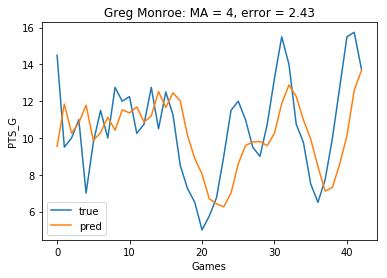 Greg Monroe: MA = 4, error = 2.43
16
14
12
10
8
6
PTS_G
true
pred
0
10
20
30
40
Games